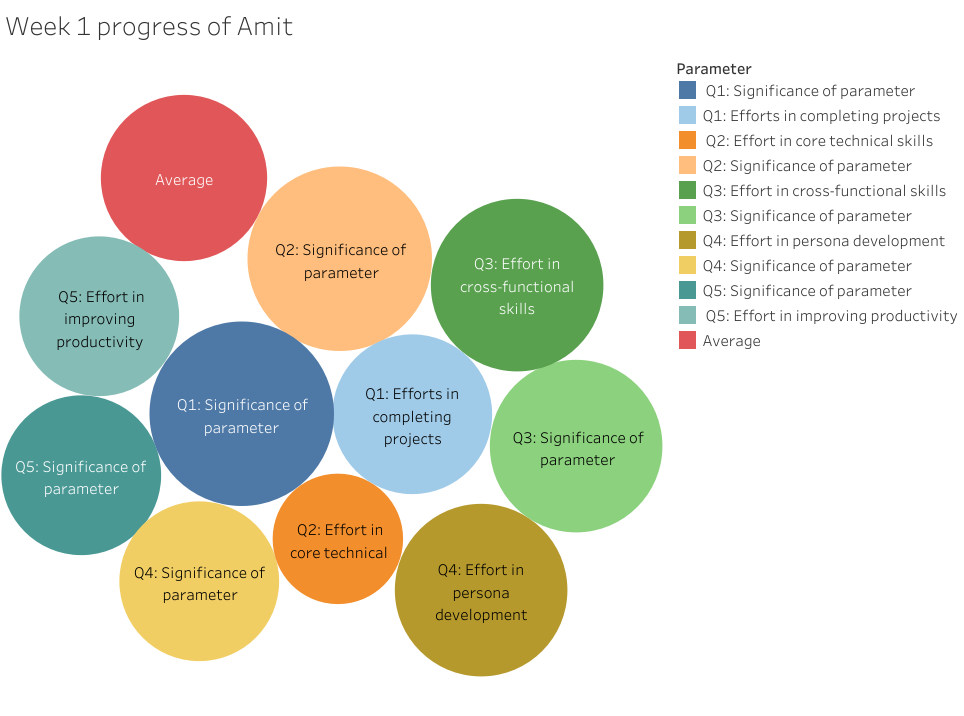 Week 1 progress of Amit
Parameter
Q1: Significance of parameter
Q1: Efforts in completing projects
Q2: Effort in core technical skills
Q2: Significance of parameter
Q3: Effort in cross-functional skills
Q3: Significance of parameter
Q4: Effort in persona development
Q4: Significance of parameter
Q5: Significance of parameter
Q5: Effort in improving productivity
Average
Average
Q2: Significance of
parameter
Q3: Effort in
cross-functional
skills
Q5: Effort in
improving
productivity
Q1: Significance of
parameter
Q1: Efforts in
completing
projects
Q3: Significance of
parameter
Q5: Significance of
parameter
Q2: Effort in
core technical
Q4: Significance of
parameter
Q4: Effort in
persona
development